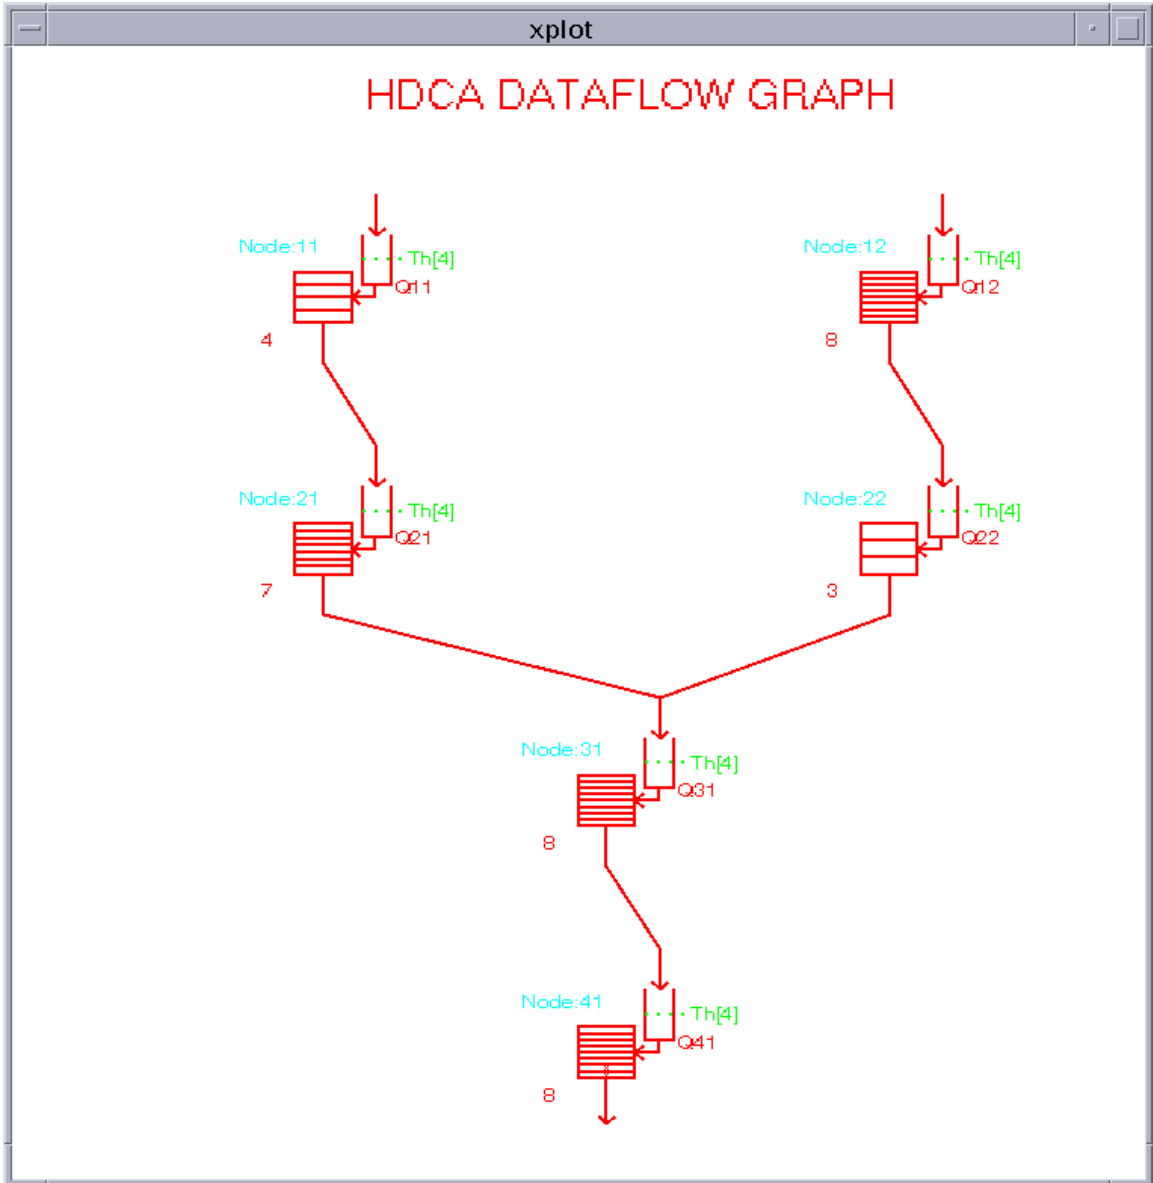 xplot
HDCA DATAFLOW GRAPH
Node:11
Th[4]
Q11
4
Node:12
Th[4]
Q12
8
Node:21
Th[4]
Q21
7
Node:22
Th[4]
Q22
3
Node:31
Th[4]
Q31
8
Node:41
Th[4]
Q41
8